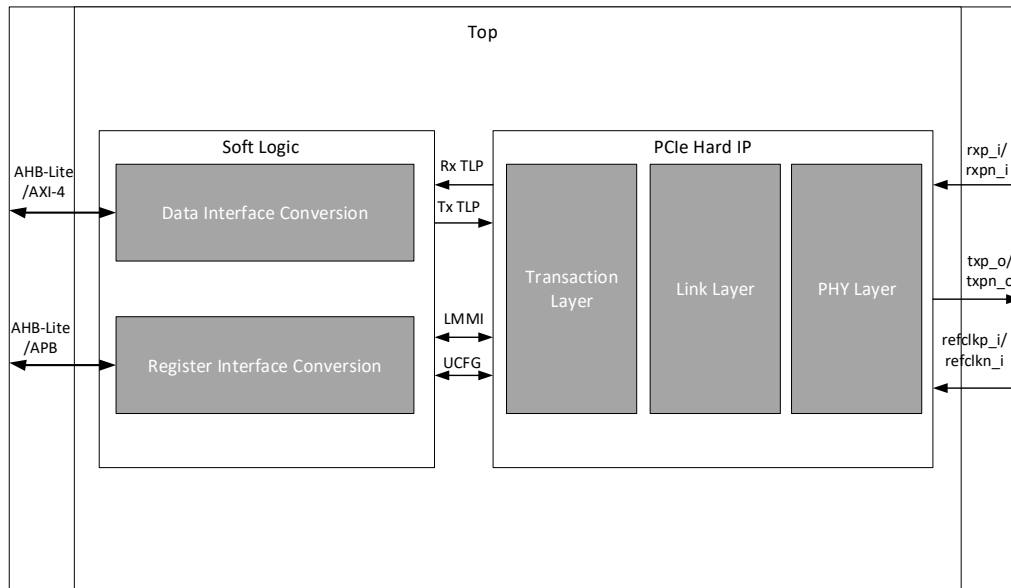 Top
Soft Logic
PCIe Hard IP
AHB-Lite
/AXI-4
Data Interface Conversion
Rx TLP
Tx TLP
AHB-Lite
/APB
Register Interface Conversion
LMMI
UCFG
Transaction
Layer
Link Layer
PHY Layer
rxp_i/
rxpn_i
txp_o/
txpn_o
refclkp_i/
refclkn_i